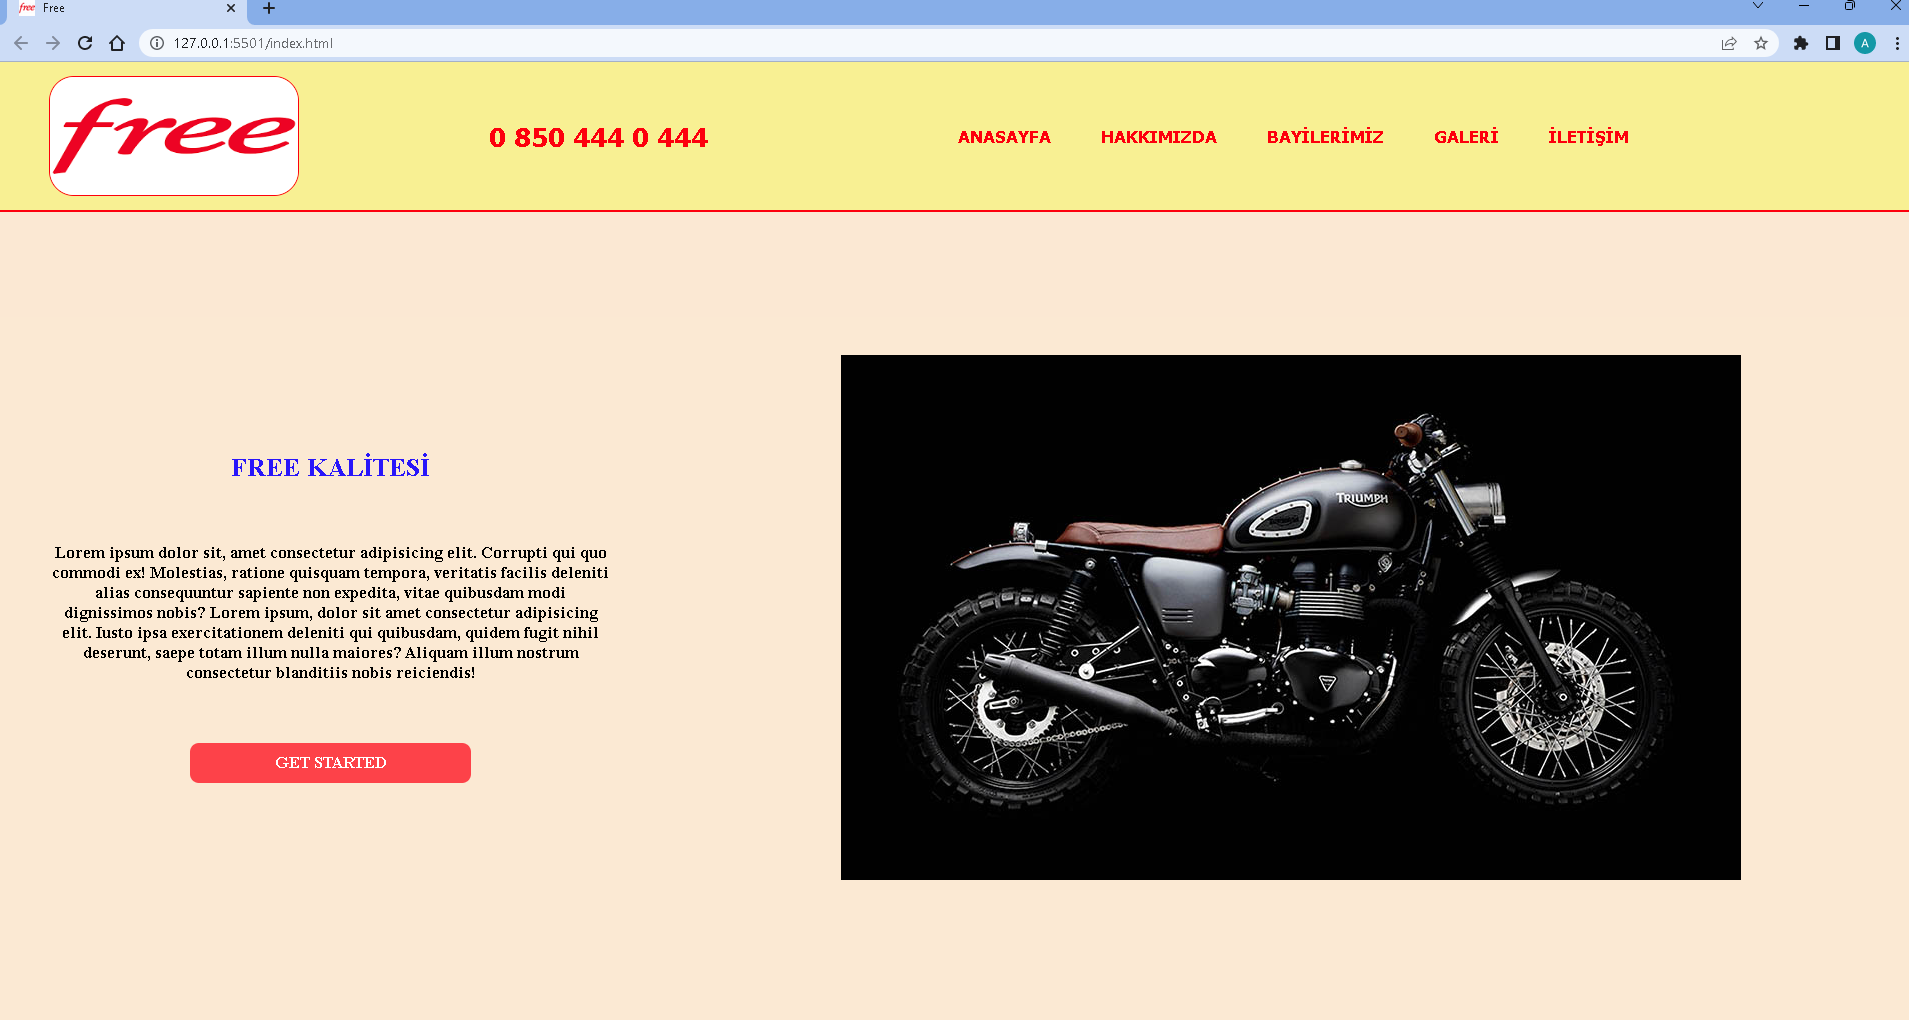 free Free
127.0.0.1:5501/index.html
A
free
0 850 444 0 444
ANASAYFA HAKKIMIZDA BAYİLERİMİZ GALERİ İLETİŞİM
FREE KALİTESİ
Lorem ipsum dolor sit, amet consectetur adipisicing elit. Corrupti qui quo
commodi ex! Molestias, ratione quisquam tempora, veritatis facilis deleniti
alias consequuntur sapiente non expedita, vitae quibusdam modi
dignissimos nobis? Lorem ipsum, dolor sit amet consectetur adipisicing
elit. Iusto ipsa exercitationem deleniti qui quibusdam, quidem fugit nihil
deserunt, saepe totam illum nulla maiores? Aliquam illum nostrum
consectetur blanditiis nobis reiciendis!
GET STARTED
TRIUMPH